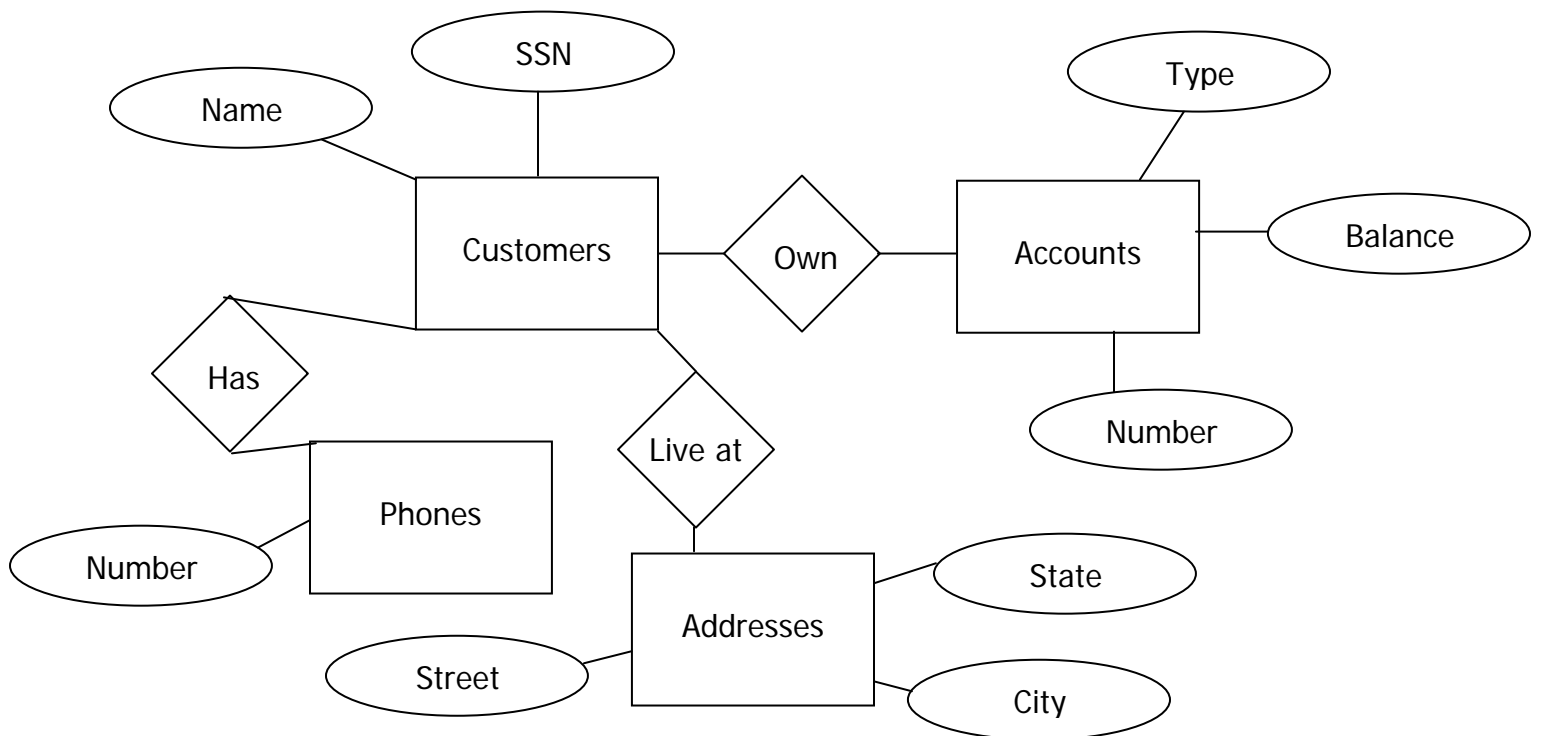 SSN
Type
Name
Balance
Customers
Own
Accounts
Has
Number
Live at
Phones
Number
State
Addresses
Street
City